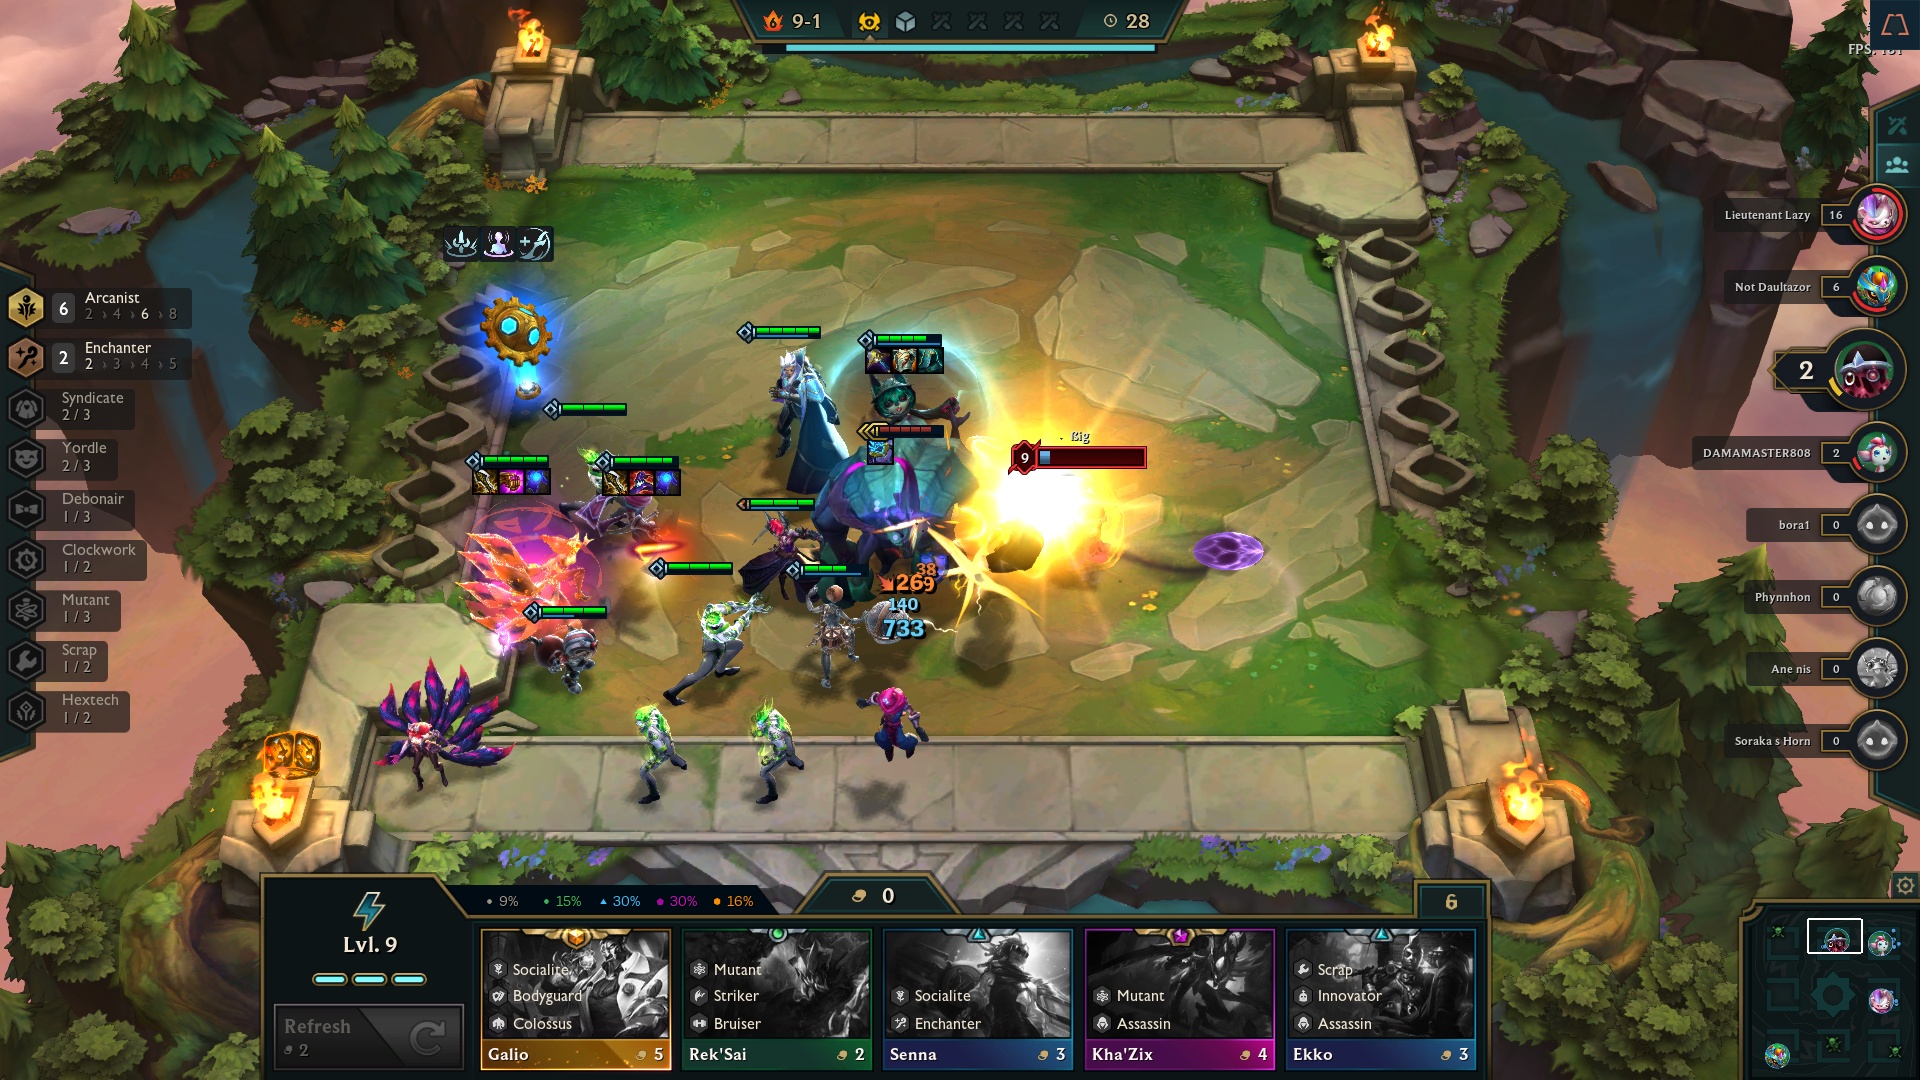 9-1
28
FPS: 181
Lieutenant Lazy
16
Not Daultazor
6
2
DAMAMASTER808
2
bora1
0
Phynnhon
0
Ane nis
0
Soraka s Horn
0
6
Arcanist
2 › 4 › 6 › 8
2
Enchanter
2 › 3 › 4 › 5
Syndicate
2 / 3
Yordle
2 / 3
Debonair
1 / 3
Clockwork
1 / 2
Mutant
1 / 3
Scrap
1 / 2
Hextech
1 / 2
9
38
269
140
733
Lvl. 9
9%
15%
30%
30%
16%
0
6
Refresh
2
Socialite
Bodyguard
Colossus
Galio
5
Mutant
Striker
Bruiser
Rek'Sai
2
Socialite
Enchanter
Senna
3
Mutant
Assassin
Kha'Zix
4
Scrap
Innovator
Assassin
Ekko
3